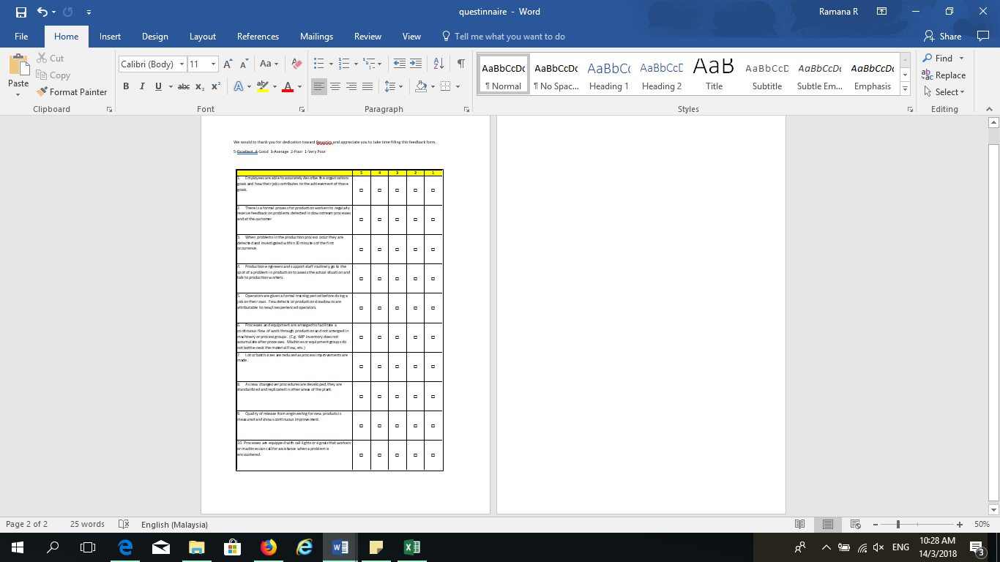 questinnaire - Word
Ramana R
File Home Insert Design Layout References Mailings Review View Tell me what you want to do Share
Paste
Cut
Copy
Format Painter
Clipboard
Calibri (Body) 11 Aa
B I U abc x₂ x² A A
Font
Paragraph
AaBbCcDc AaBbCcDc AaBbC AaBbCcD AaB AaBbCcD AaBbCcDc AaBbCcDc
¶ Normal ¶ No Spac... Heading 1 Heading 2 Title Subtitle Subtle Em... Emphasis
Styles
Find
Replace
Select
Editing
We would to thank you for dedication toward and appreciate you to take time filling this feedback form.
5-Excellent 4-Good 3-Average 2-Poor 1-Very Poor
5 4 3 2 1
1. Employees are able to accurately describe the organizations
goals and how their job contributes to the achievement of those
goals.
2. There is a formal process for production workers to regularly
receive feedback on problems detected in downstream processes
and at the customer
3. When problems in the production process occur they are
detected and investigated within 10 minutes of the first
occurrence.
4. Production engineers and support staff routinely go to the
spot of a problem in production to assess the actual situation and
talk to production workers.
5. Operators are given a formal training period before doing a
job on their own. Few defects or production slowdowns are
attributable to new/inexperienced operators.
6. Processes and equipment are arranged to facilitate a
continuous flow of work through production and not arranged in
machinery or process groups. (E.g. WIP inventory does not
accumulate after processes. Machines or equipment groups do
not bottle-neck the material flow, etc.)
7. Lot or batch sizes are reduced as process improvements are
made.
8. As new changeover procedures are developed, they are
standardized and replicated in other areas of the plant.
9. Quality of release from engineering for new products is
measured and shows continuous improvement.
10. Processes are equipped with call lights or signals that workers
or machines can call for assistance when a problem is
encountered.
Page 2 of 2 25 words English (Malaysia) 50%
ENG
10:28 AM
14/3/2018
3